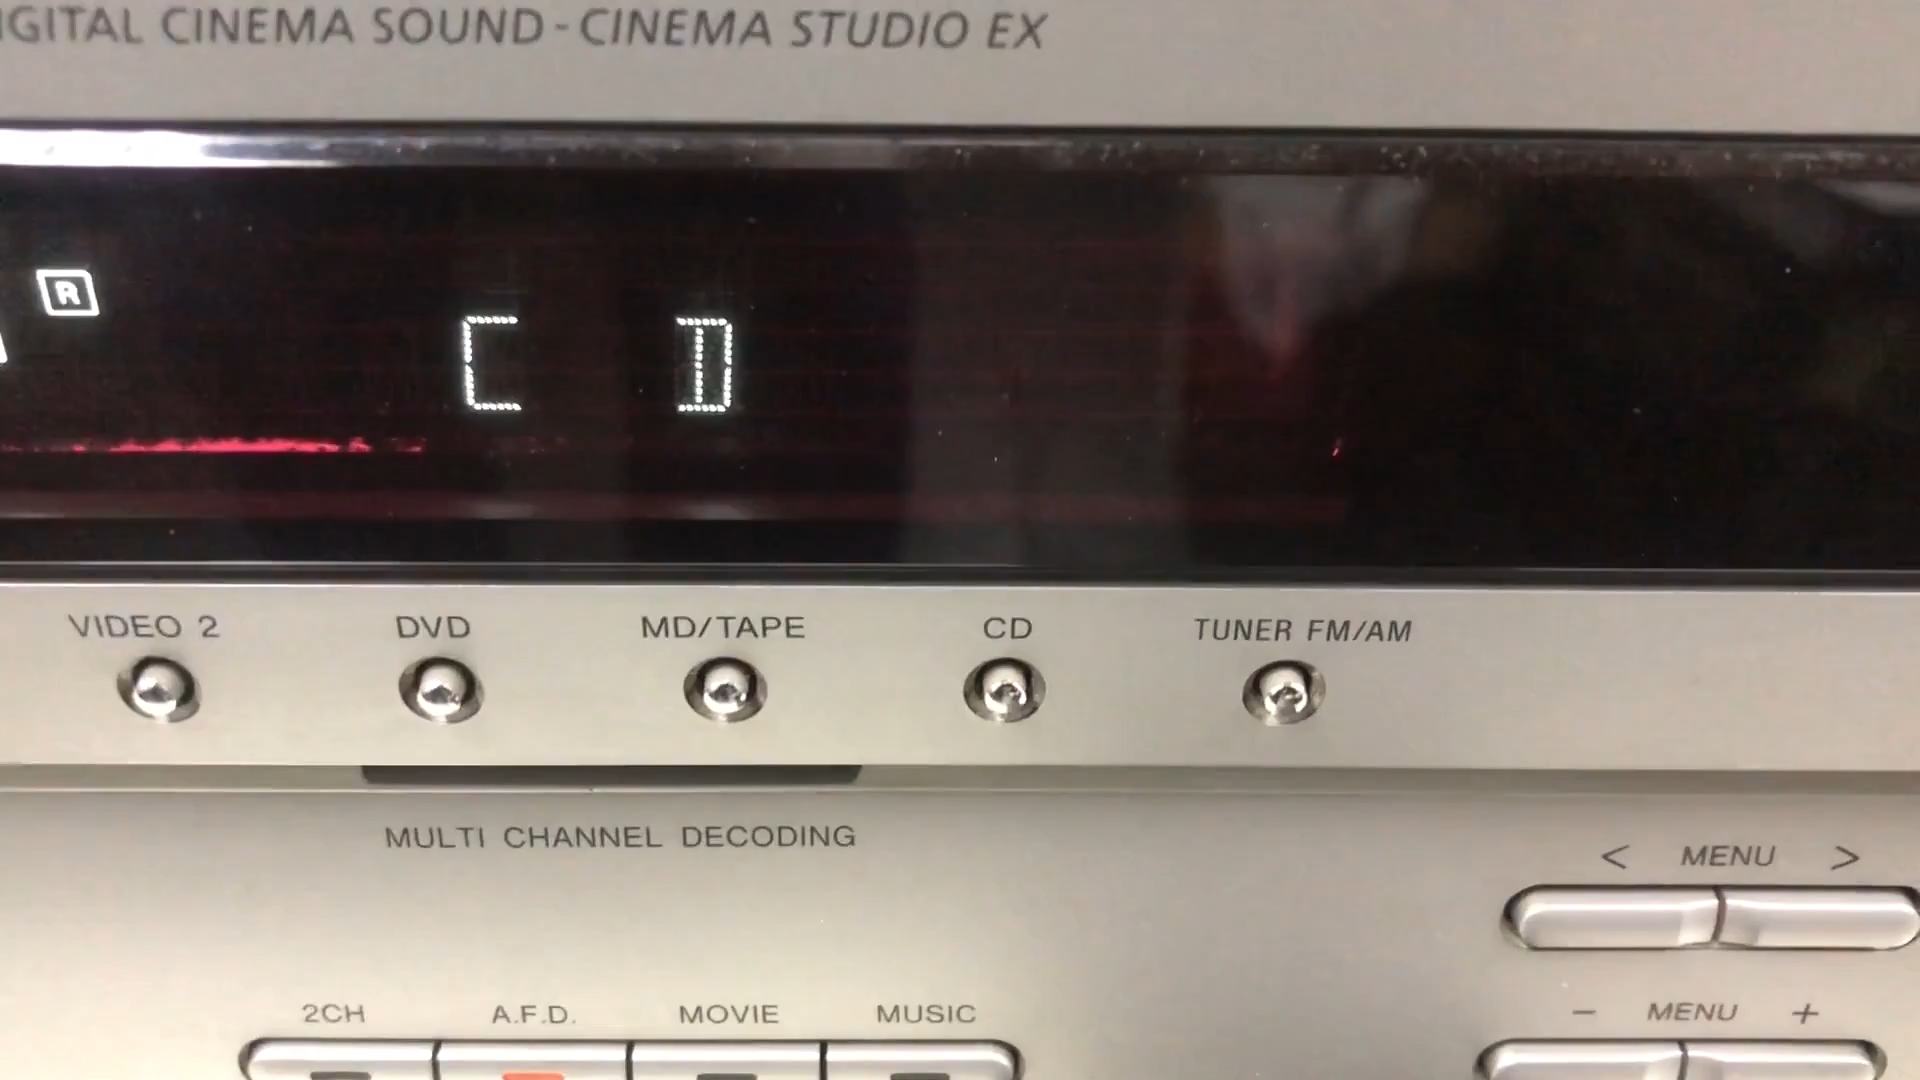 DIGITAL CINEMA SOUND - CINEMA STUDIO EX
R
C D
VIDEO 2 DVD MD/TAPE CD TUNER FM/AM
MULTI CHANNEL DECODING
< MENU >
2CH A.F.D. MOVIE MUSIC
− MENU +